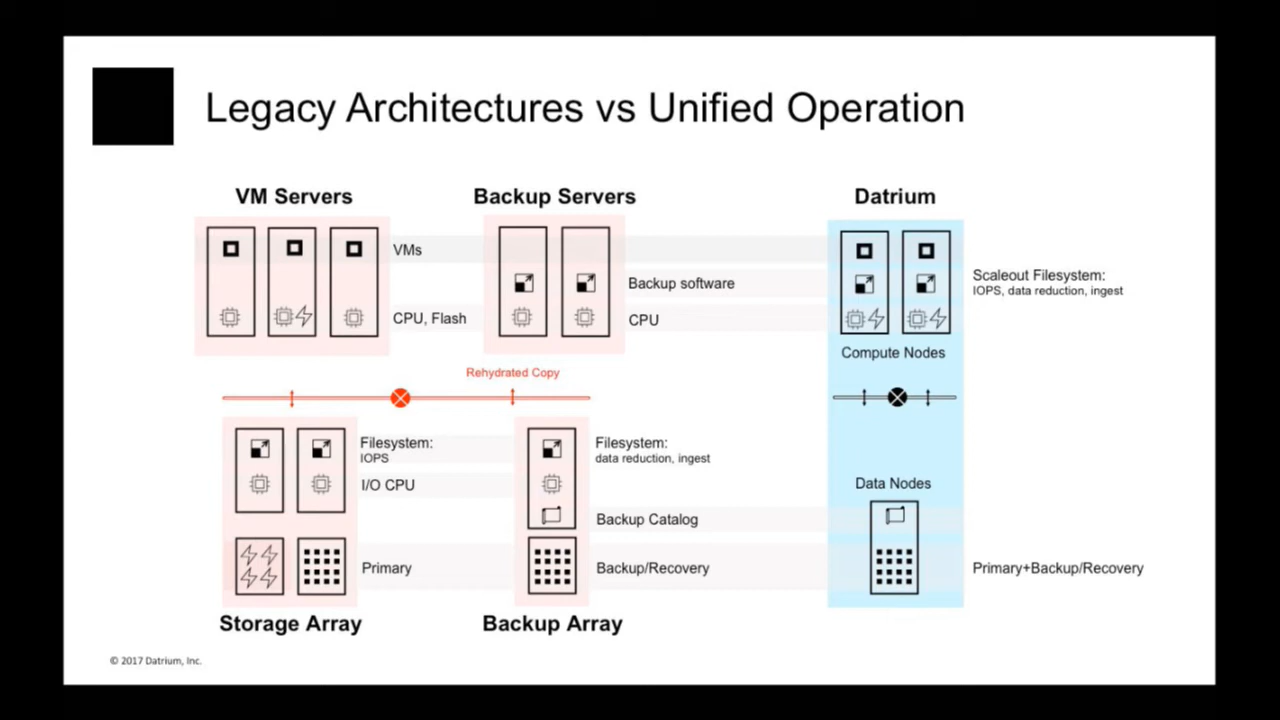 Legacy Architectures vs Unified Operation
VM Servers
Backup Servers
Datrium
VMs
Backup software
Scaleout Filesystem:
IOPS, data reduction, ingest
CPU, Flash
CPU
Compute Nodes
Rehydrated Copy
Filesystem:
IOPS
Filesystem:
data reduction, ingest
I/O CPU
Data Nodes
Backup Catalog
Primary
Backup/Recovery
Primary+Backup/Recovery
Storage Array
Backup Array
© 2017 Datrium, Inc.